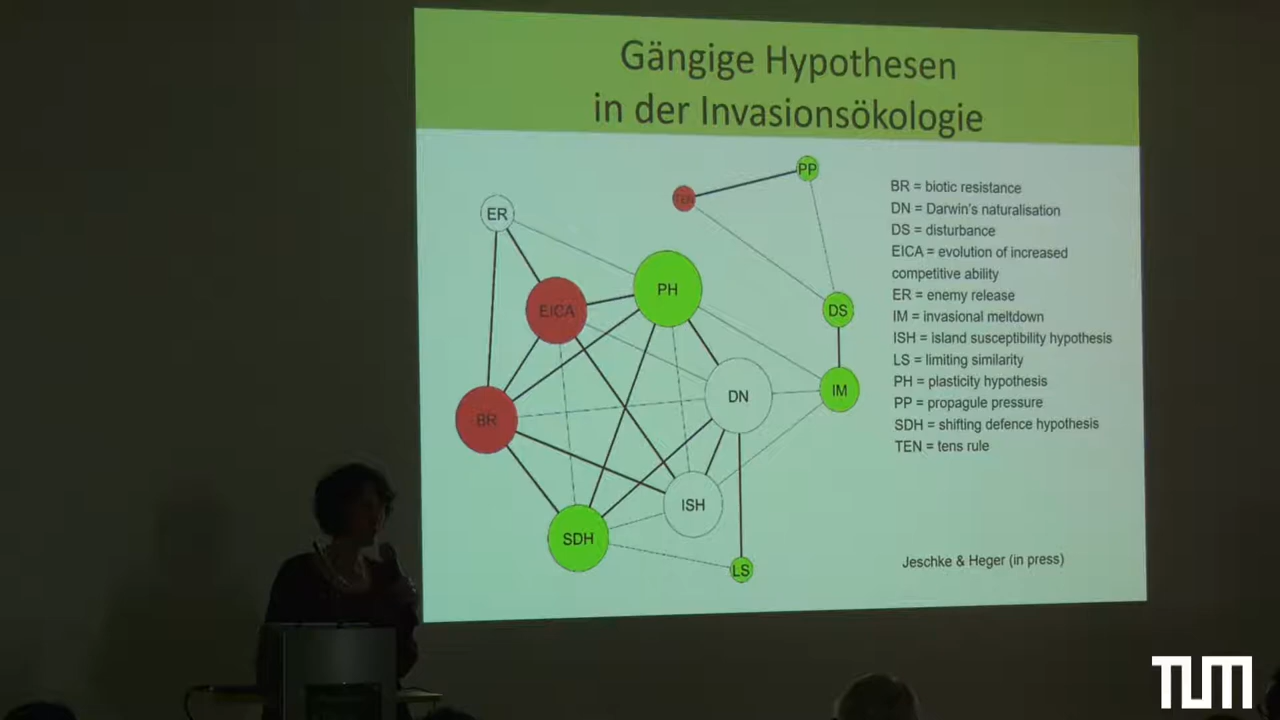 Gängige Hypothesen
in der Invasionsökologie
PP
TEN
ER
PH
EICA
DS
DN
IM
BR
ISH
SDH
LS
BR = biotic resistance
DN = Darwin's naturalisation
DS = disturbance
EICA = evolution of increased
competitive ability
ER = enemy release
IM = invasional meltdown
ISH = island susceptibility hypothesis
LS = limiting similarity
PH = plasticity hypothesis
PP = propagule pressure
SDH = shifting defence hypothesis
TEN = tens rule
Jeschke & Heger (in press)
TUM